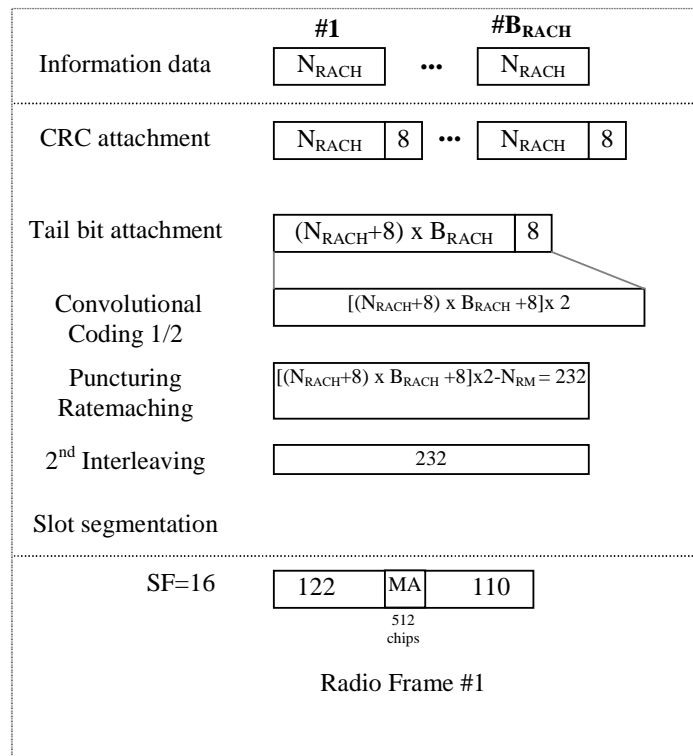 #1 #B_RACH
Information data N_RACH ... N_RACH
CRC attachment N_RACH 8 ... N_RACH 8
Tail bit attachment (N_RACH+8) x B_RACH 8
Convolutional
Coding 1/2
[(N_RACH+8) x B_RACH +8]x 2
Puncturing
Ratemaching
[(N_RACH+8) x B_RACH +8]x2-N_RM = 232
2nd Interleaving 232
Slot segmentation
SF=16 122 MA 110
512
chips
Radio Frame #1